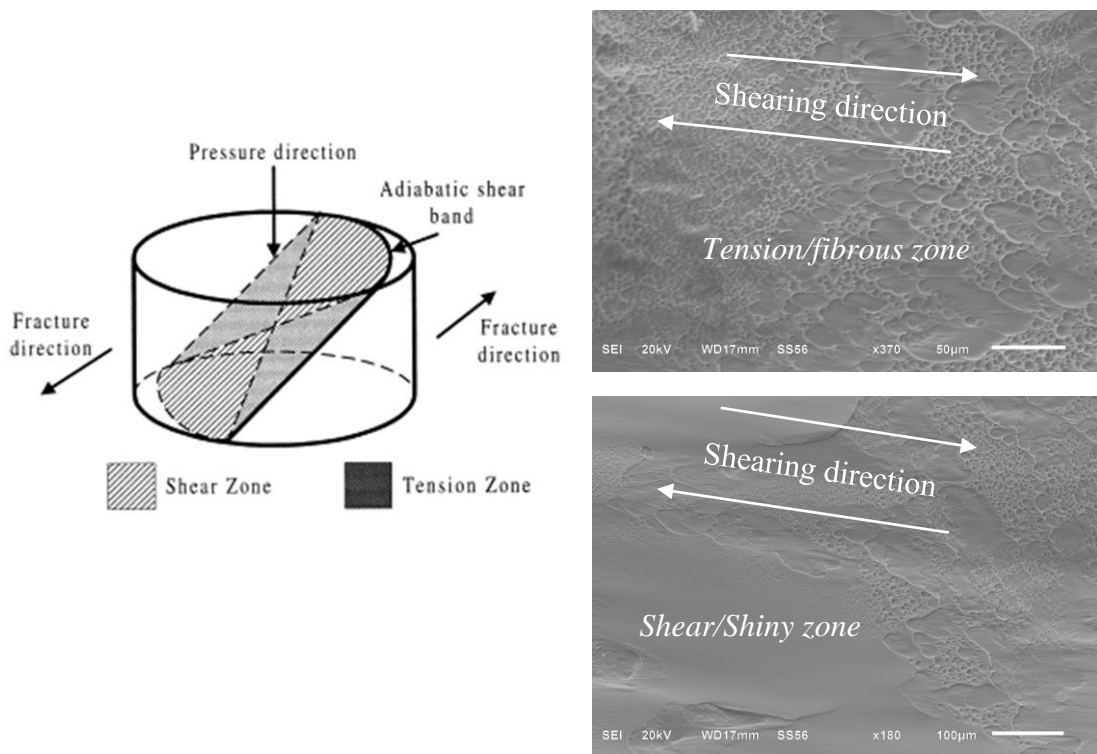 Pressure direction
Adiabatic shear
band
Fracture
direction
Fracture
direction
Shear Zone
Tension Zone
Shearing direction
Tension/fibrous zone
SEI 20kV WD17mm SS56 x370 50μm
Shearing direction
Shear/Shiny zone
SEI 20kV WD17mm SS56 x180 100μm